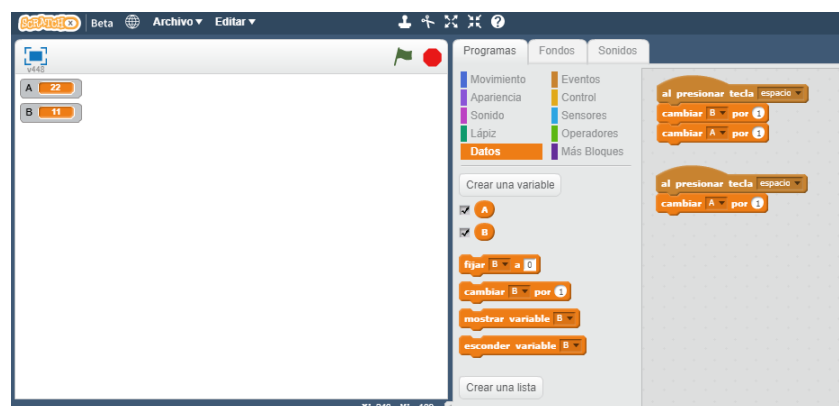 SCRATCHX Beta Archivo Editar
v448
A 22
B 11
Programas Fondos Sonidos
Movimiento Eventos
Apariencia Control
Sonido Sensores
Lápiz Operadores
Datos Más Bloques
Crear una variable
A
B
fijar B a 0
cambiar B por 1
mostrar variable B
esconder variable B
Crear una lista
al presionar tecla espacio
cambiar B por 1
cambiar A por 1
al presionar tecla espacio
cambiar A por 1